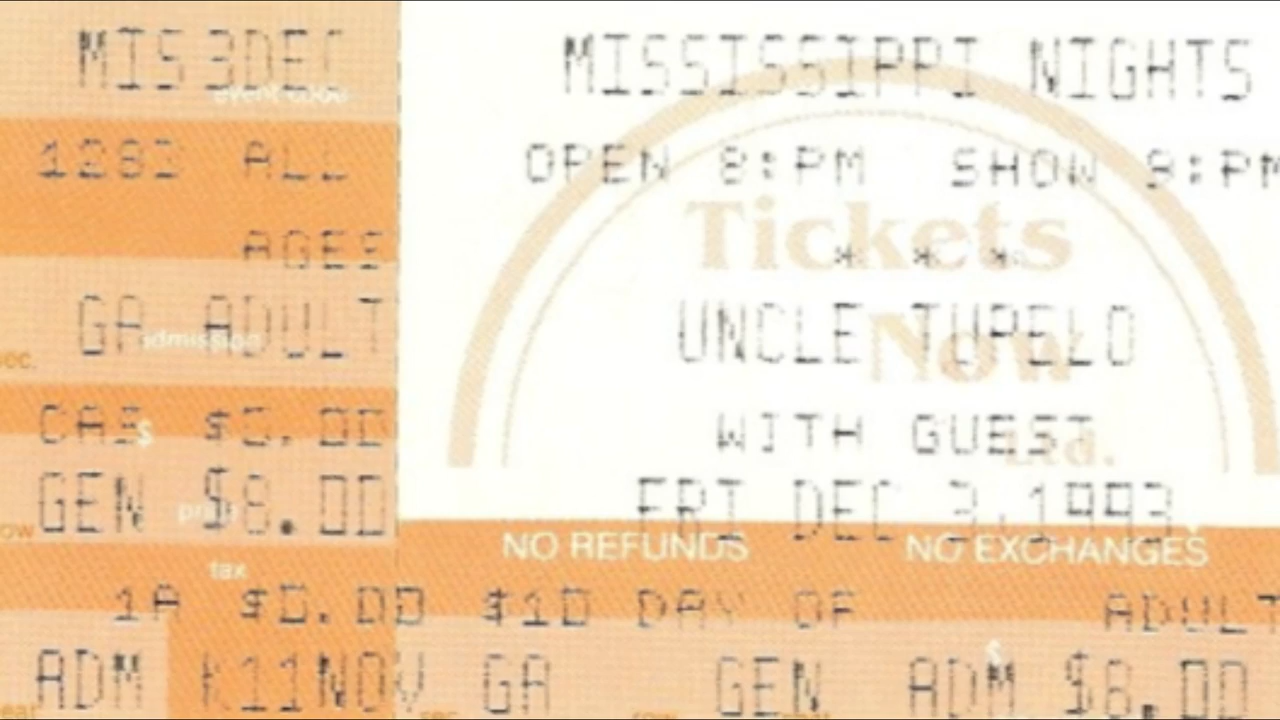 MIS3DEC
event code
1283 ALL
AGES
GA ADULT
admission
CAS $0.00
$
GEN $8.00
price
tax
1A $0.00
ADM K11NOV
MISSISSIPPI NIGHTS
OPEN 8:PM SHOW 9:PM
Tickets
* * *
UNCLE TUPELO
Now
WITH GUEST
Ltd.
FRI DEC 3,1993
NO REFUNDS NO EXCHANGES
$10 DAY OF ADULT
$
GA GEN ADM $8.00